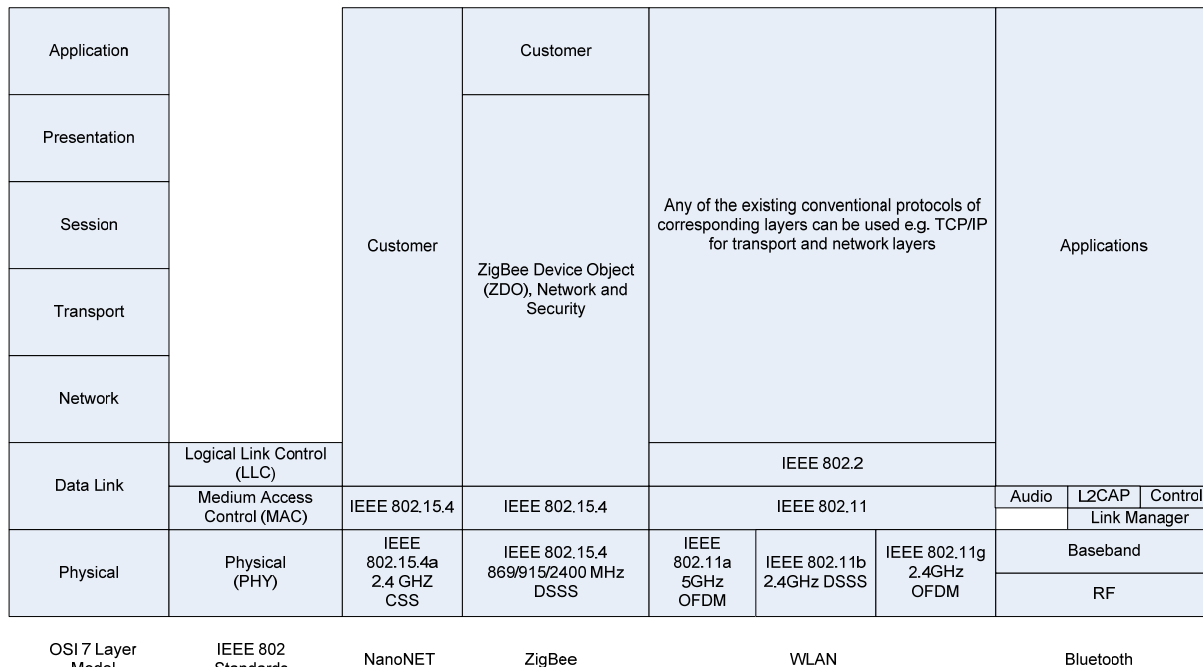 Application
Presentation
Session
Transport
Network
Data Link
Physical
Logical Link Control
(LLC)
Medium Access
Control (MAC)
Physical
(PHY)
Customer
IEEE 802.15.4
IEEE
802.15.4a
2.4 GHZ
CSS
Customer
ZigBee Device Object
(ZDO), Network and
Security
IEEE 802.15.4
IEEE 802.15.4
869/915/2400 MHz
DSSS
Any of the existing conventional protocols of
corresponding layers can be used e.g. TCP/IP
for transport and network layers
IEEE 802.2
IEEE 802.11
IEEE
802.11a
5GHz
OFDM
IEEE 802.11b
2.4GHz DSSS
IEEE 802.11g
2.4GHz
OFDM
Applications
Audio
L2CAP
Control
Link Manager
Baseband
RF
OSI 7 Layer
Model
IEEE 802
Standards
NanoNET
ZigBee
WLAN
Bluetooth